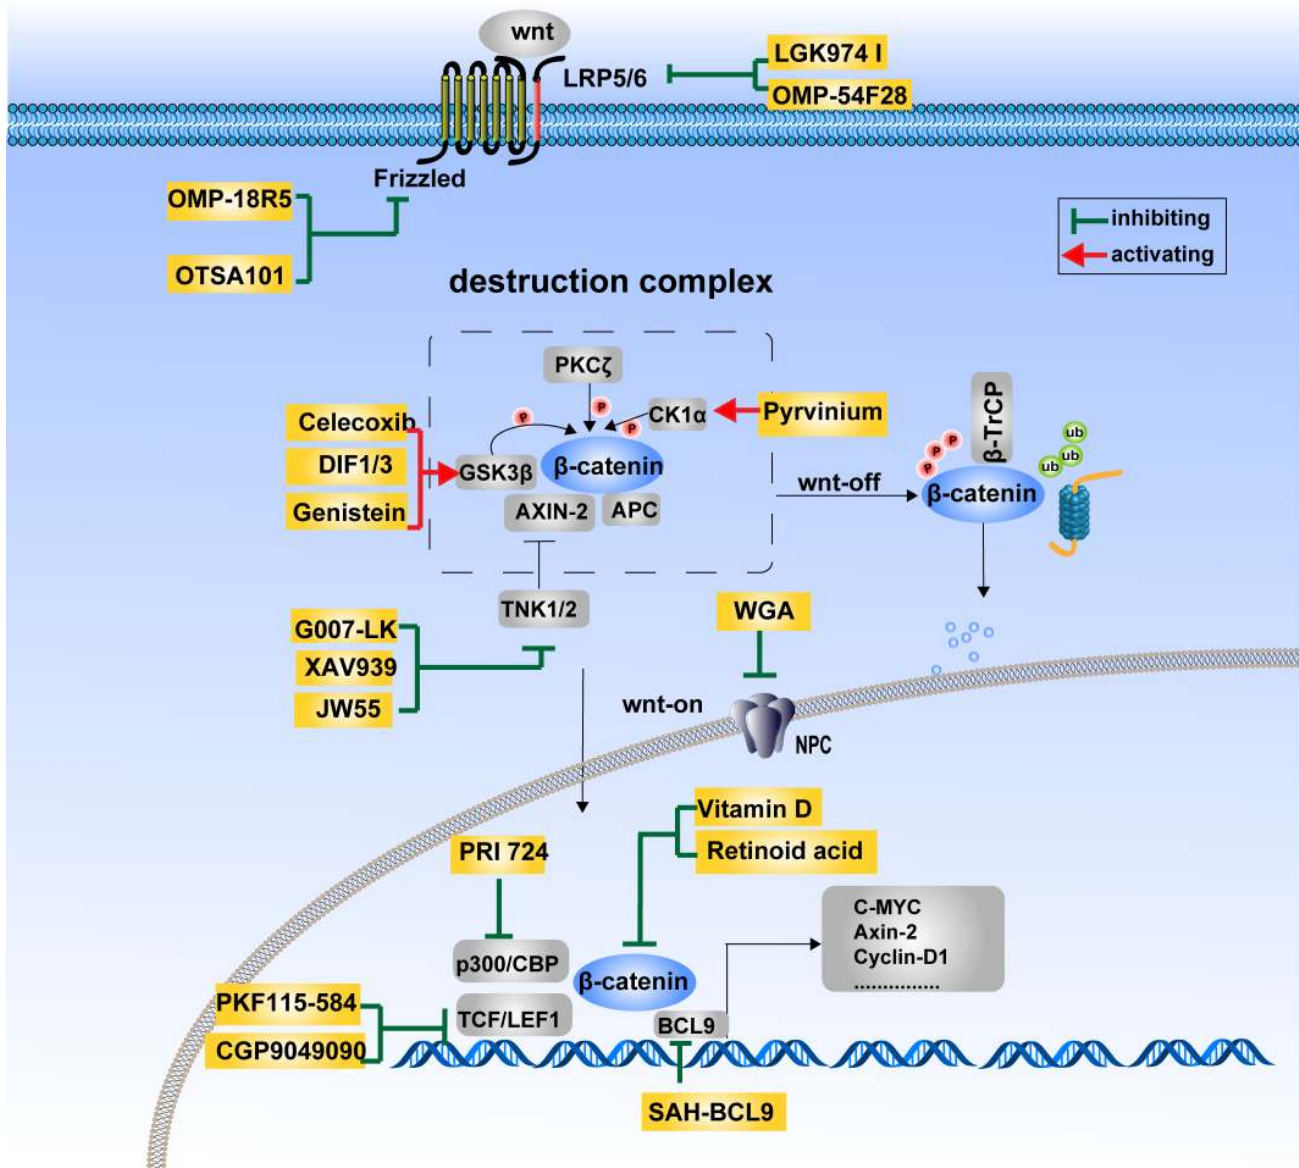 wnt
LRP5/6
LGK974 I
OMP-54F28
Frizzled
OMP-18R5
OTSA101
inhibiting
activating
destruction complex
PKCζ
P
P
P
CK1α
Pyrvinium
Celecoxib
DIF1/3
Genistein
GSK3β
β-catenin
AXIN-2
APC
wnt-off
β-TrCP
P
P
P
β-catenin
ub
ub
ub
TNK1/2
G007-LK
XAV939
JW55
WGA
wnt-on
NPC
Vitamin D
Retinoid acid
PRI 724
p300/CBP
β-catenin
C-MYC
Axin-2
Cyclin-D1
...............
PKF115-584
CGP9049090
TCF/LEF1
BCL9
SAH-BCL9